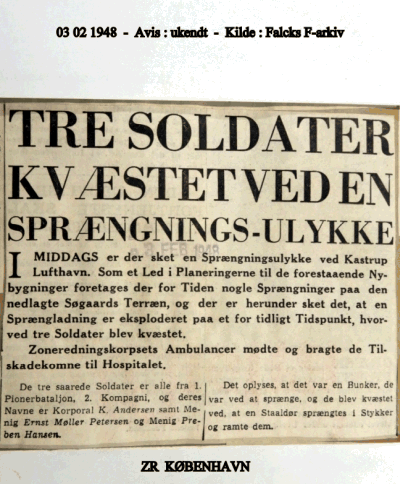 03 02 1948 - Avis : ukendt - Kilde : Falcks F-arkiv
TRE SOLDATER
KVÆSTET VED EN
SPRÆNGNINGS-ULYKKE
FEB 1948
I MIDDAGS er der sket en Sprængningsulykke ved Kastrup
Lufthavn. Som et Led i Planeringerne til de forestaaende Ny-
bygninger foretages der for Tiden nogle Sprængninger paa den
nedlagte Søgaards Terræn, og der er herunder sket det, at en
Sprængladning er eksploderet paa et for tidligt Tidspunkt, hvor-
ved tre Soldater blev kvæstet.
Zoneredningskorpsets Ambulancer mødte og bragte de Til-
skadekomne til Hospitalet.
De tre saarede Soldater er alle fra 1.
Pionerbataljon, 2. Kompagni, og deres
Navne er Korporal K. Andersen samt Me-
nig Ernst Møller Petersen og Menig Pre-
ben Hansen.
Det oplyses, at det var en Bunker, de
var ved at sprænge, og de blev kvæstet
ved, at en Staaldør sprængtes i Stykker
og ramte dem.
ZR KØBENHAVN